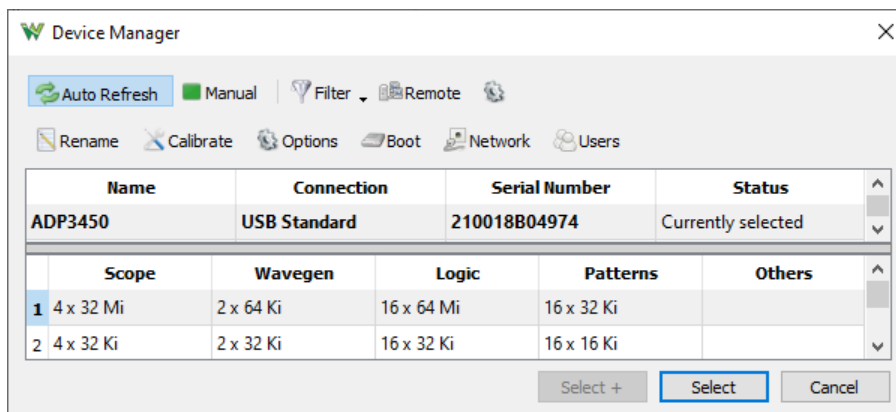 Device Manager
Auto Refresh Manual Filter Remote
Rename Calibrate Options Boot Network Users
Name Connection Serial Number Status
ADP3450 USB Standard 210018B04974 Currently selected
Scope Wavegen Logic Patterns Others
1 4 x 32 Mi 2 x 64 Ki 16 x 64 Mi 16 x 32 Ki
2 4 x 32 Ki 2 x 32 Ki 16 x 32 Ki 16 x 16 Ki
Select + Select Cancel